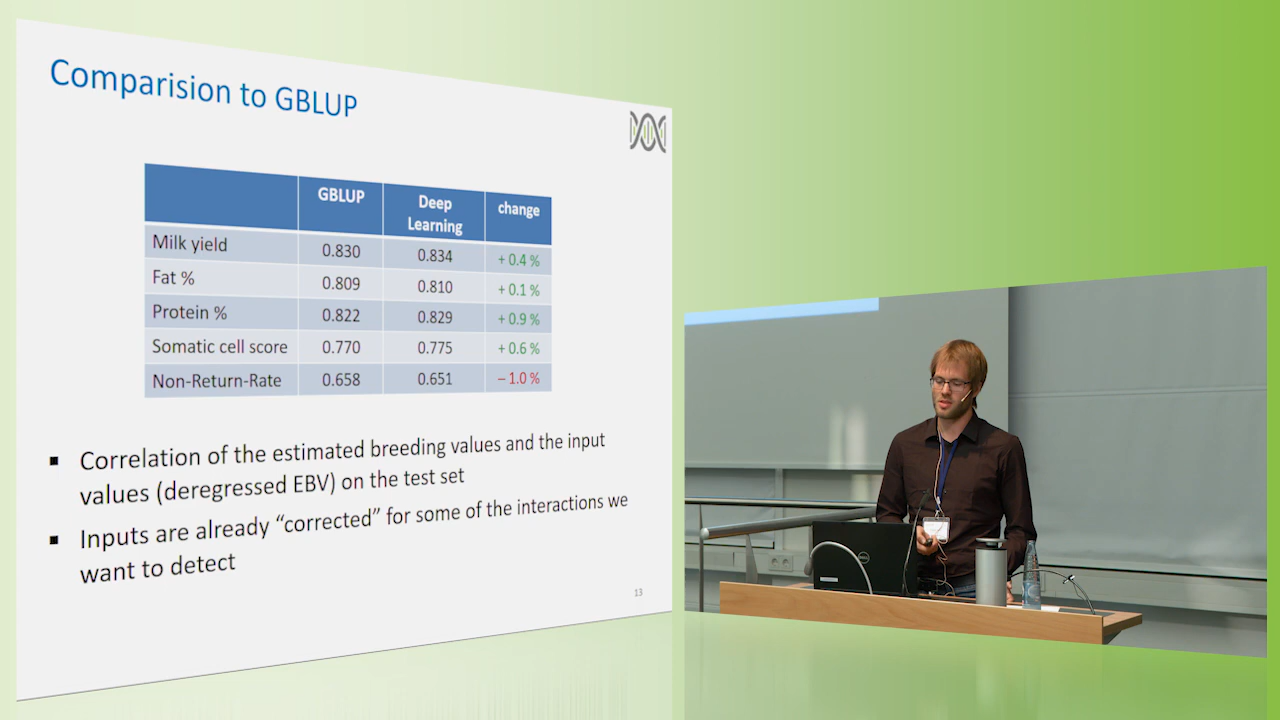 Comparision to GBLUP
GBLUP Deep Learning change
Milk yield 0.830 0.834 + 0.4 %
Fat % 0.809 0.810 + 0.1 %
Protein % 0.822 0.829 + 0.9 %
Somatic cell score 0.770 0.775 + 0.6 %
Non-Return-Rate 0.658 0.651 – 1.0 %
▪ Correlation of the estimated breeding values and the input
values (deregressed EBV) on the test set
▪ Inputs are already “corrected” for some of the interactions we
want to detect
13
DELL